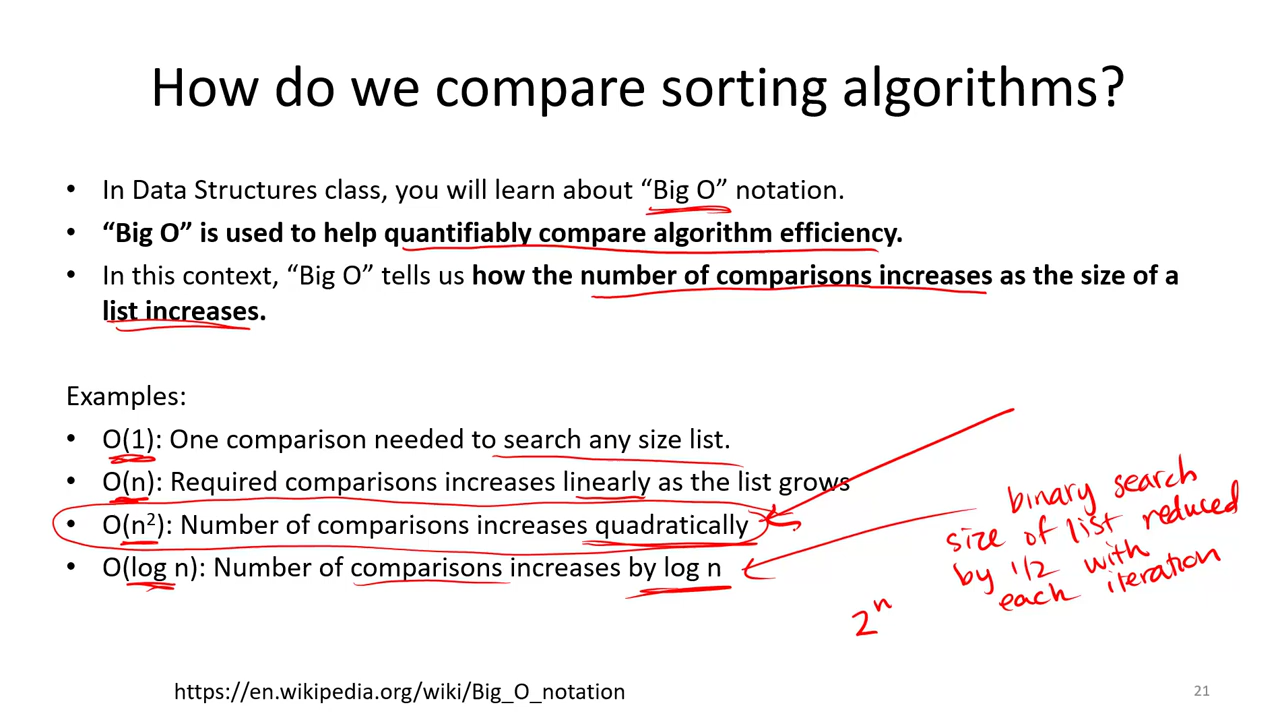 How do we compare sorting algorithms?
• In Data Structures class, you will learn about “Big O” notation.
• “Big O” is used to help quantifiably compare algorithm efficiency.
• In this context, “Big O” tells us how the number of comparisons increases as the size of a
list increases.
Examples:
• O(1): One comparison needed to search any size list.
• O(n): Required comparisons increases linearly as the list grows
• O(n²): Number of comparisons increases quadratically
• O(log n): Number of comparisons increases by log n
binary search
size of list reduced
by 1/2 with
each iteration
2ⁿ
https://en.wikipedia.org/wiki/Big_O_notation
21